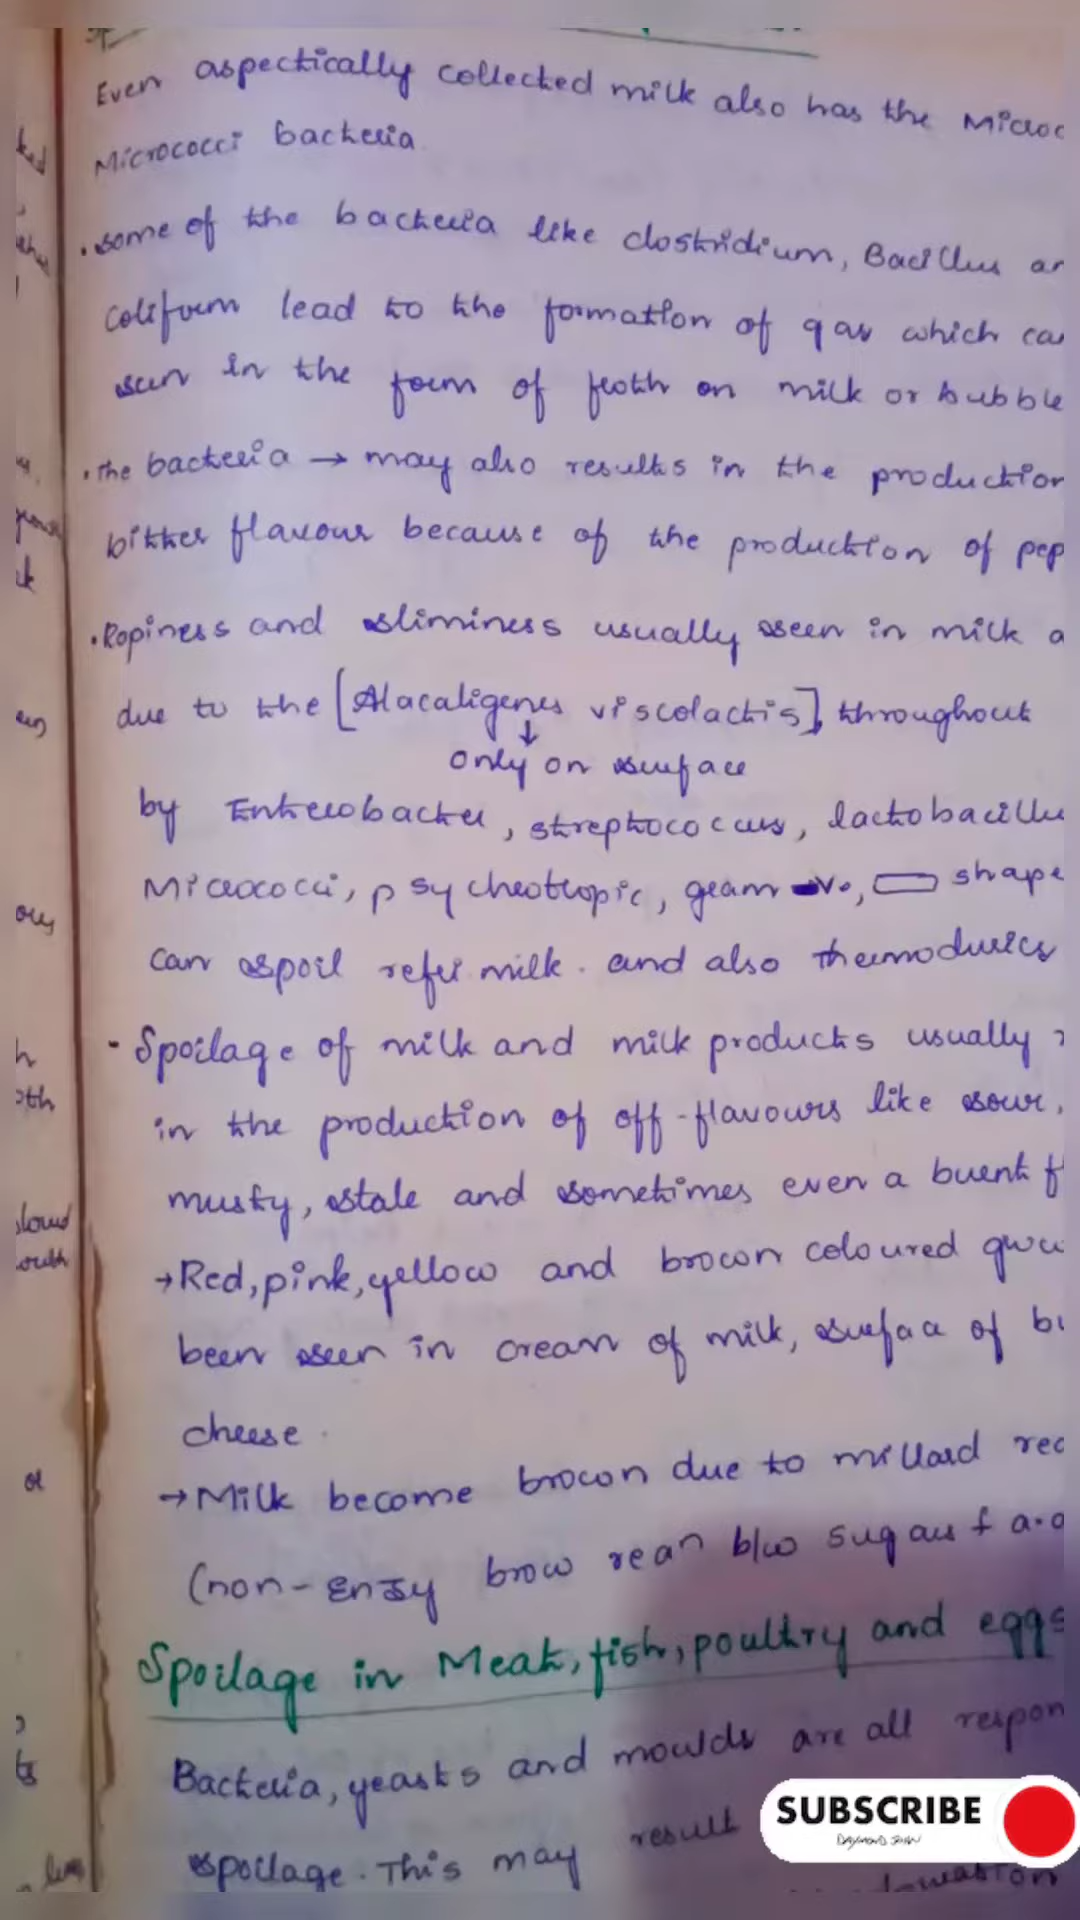 Even aspectically collected milk also has the Microc
Micrococci bacteria
. some of the bacteria like clostridium, Bacillus an
coliform lead to the formation of gas which can
seen in the form of froth on milk or bubble
. The bacteria → may also results in the production
bitter flavour because of the production of pep
. Ropiness and sliminess usually seen in milk a
due to the [Alacaligenes viscolactis], throughout
↓
only on surface
by Enterobacter, streptococcus, lactobacillu
Micrococci, psychrotropic, gram -ve, ▭ shape
can spoil refri milk. and also thermodurics
- Spoilage of milk and milk products usually
in the production of off-flavours like sour,
musty, stale and sometimes even a burnt f
→ Red, pink, yellow and brown coloured grow
been seen in cream of milk, surface of bu
cheese.
→ Milk become brown due to millard reac
(non-Enzy brow rean b/w sugars & a.a
Spoilage in Meat, fish, poultry and eggs
Bacteria, yeasts and moulds are all respon
spoilage. This may result
SUBSCRIBE